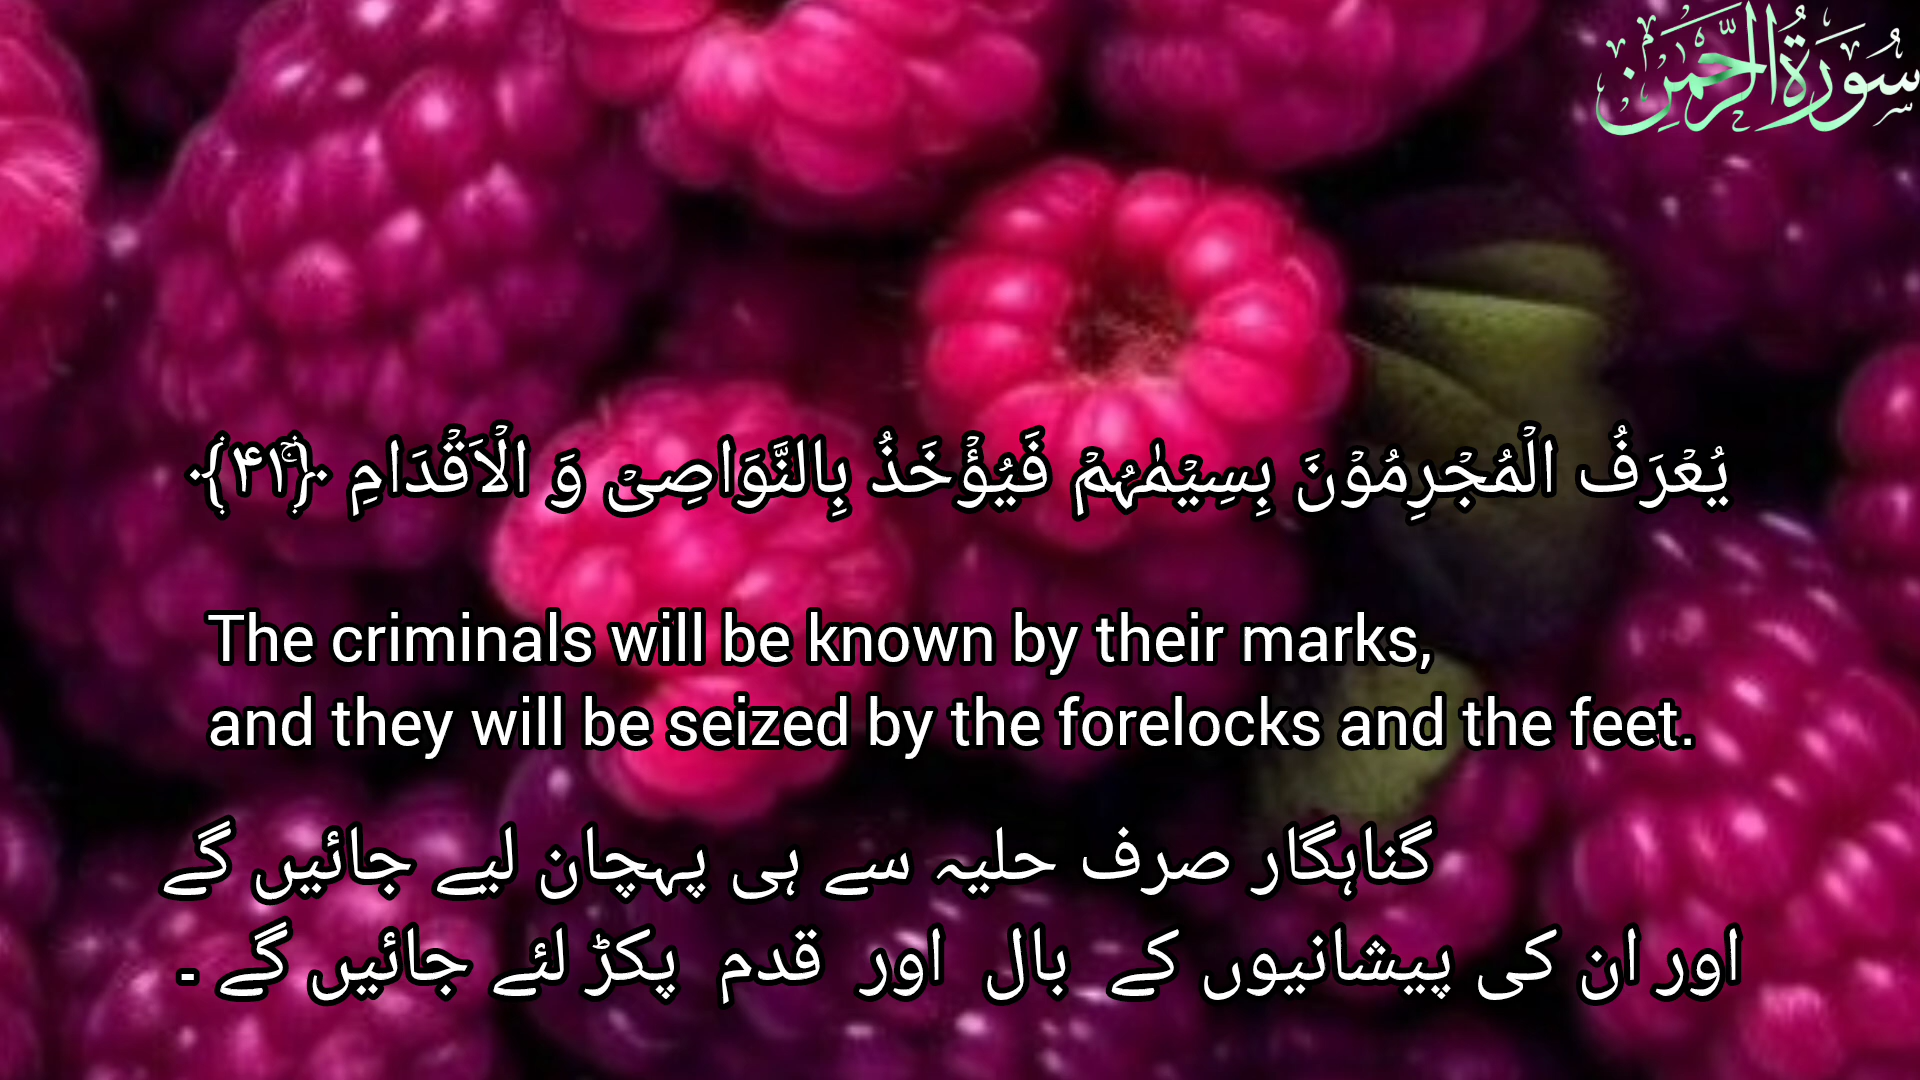 سُورَةُ الرَّحْمٰن
یُعۡرَفُ الۡمُجۡرِمُوۡنَ بِسِیۡمٰہُمۡ فَیُؤۡخَذُ بِالنَّوَاصِیۡ وَ الۡاَقۡدَامِ ﴿ۚ۴۱﴾
The criminals will be known by their marks,
and they will be seized by the forelocks and the feet.
گناہگار صرف حلیہ سے ہی پہچان لیے جائیں گے
اور ان کی پیشانیوں کے بال اور قدم پکڑ لئے جائیں گے ۔